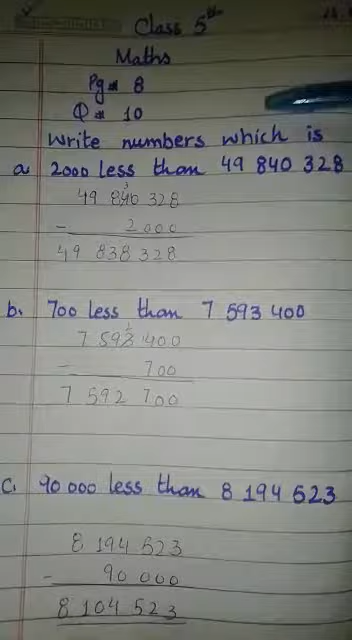 Class 5th
Maths
Pg# 8
Q# 10
Write numbers which is
a. 2000 less than 49 840 328
49 840 328
- 2000
49 838 328
b. 700 less than 7 593 400
7 593 400
- 700
7 592 700
c. 90 000 less than 8 194 523
8 194 523
- 90 000
8 104 523